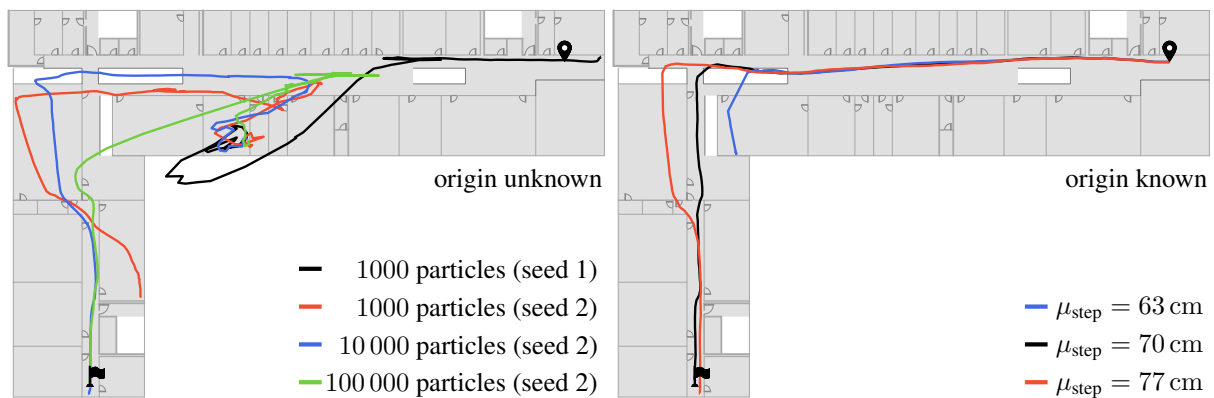 origin unknown
1000 particles (seed 1)
1000 particles (seed 2)
10 000 particles (seed 2)
100 000 particles (seed 2)
origin known
μstep = 63 cm
μstep = 70 cm
μstep = 77 cm